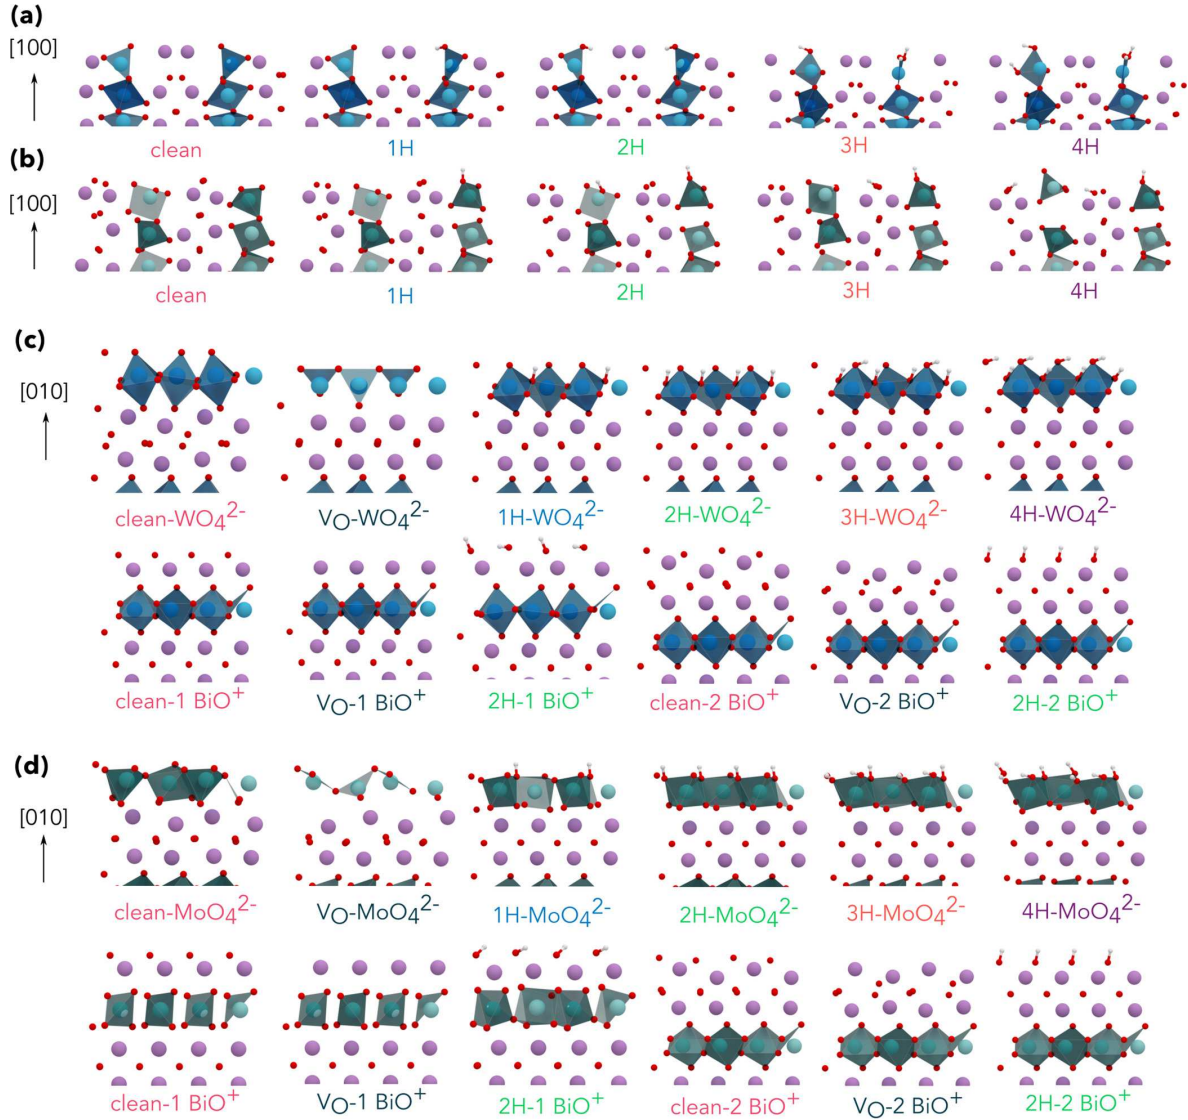 (a)
[100]
clean 1H 2H 3H 4H
(b)
[100]
clean 1H 2H 3H 4H
(c)
[010]
clean-WO₄²⁻ Vₒ-WO₄²⁻ 1H-WO₄²⁻ 2H-WO₄²⁻ 3H-WO₄²⁻ 4H-WO₄²⁻
clean-1 BiO⁺ Vₒ-1 BiO⁺ 2H-1 BiO⁺ clean-2 BiO⁺ Vₒ-2 BiO⁺ 2H-2 BiO⁺
(d)
[010]
clean-MoO₄²⁻ Vₒ-MoO₄²⁻ 1H-MoO₄²⁻ 2H-MoO₄²⁻ 3H-MoO₄²⁻ 4H-MoO₄²⁻
clean-1 BiO⁺ Vₒ-1 BiO⁺ 2H-1 BiO⁺ clean-2 BiO⁺ Vₒ-2 BiO⁺ 2H-2 BiO⁺